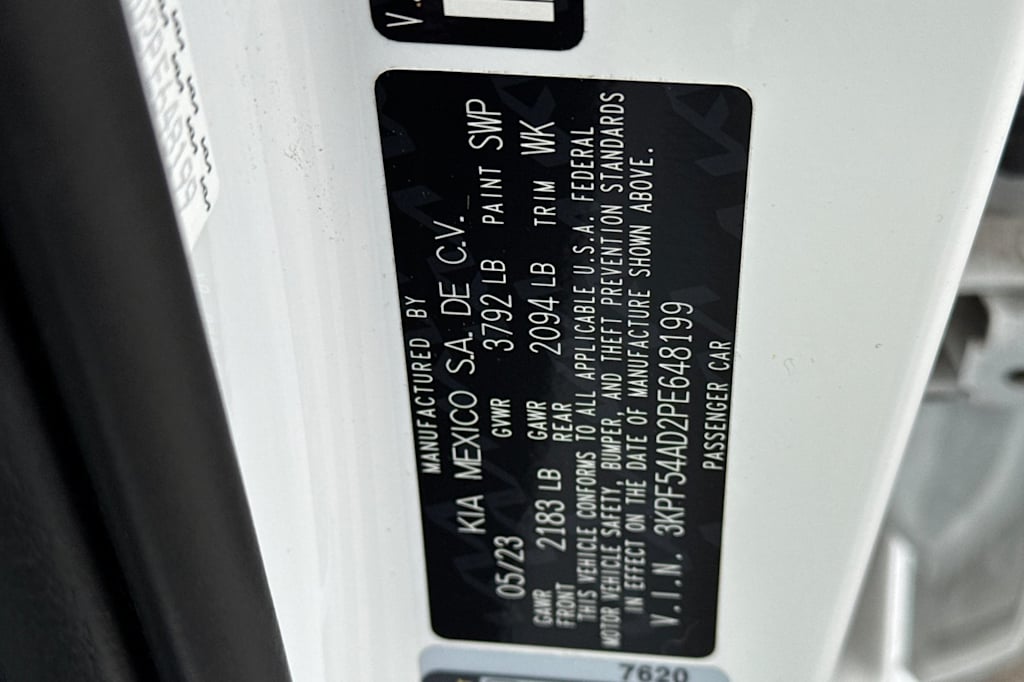 MANUFACTURED BY
KIA MEXICO S.A. DE C.V.
05/23 GVWR 3792 LB PAINT SWP
GAWR FRONT 2183 LB GAWR REAR 2094 LB TRIM WK
THIS VEHICLE CONFORMS TO ALL APPLICABLE U.S.A. FEDERAL
MOTOR VEHICLE SAFETY, BUMPER, AND THEFT PREVENTION STANDARDS
IN EFFECT ON THE DATE OF MANUFACTURE SHOWN ABOVE.
V.I.N. 3KPF54AD2PE648199
PASSENGER CAR
7620